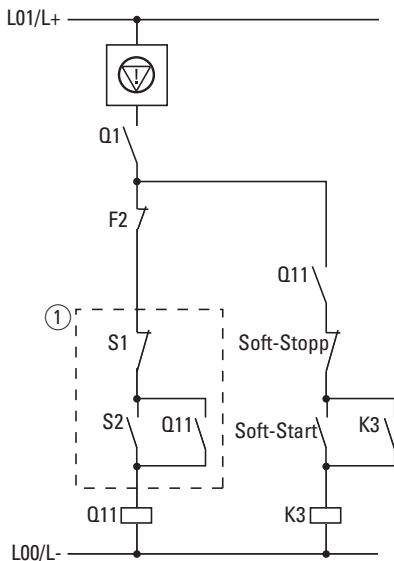 L01/L+
!
Q1
F2
Q11
1
S1
Soft-Stopp
S2
Q11
Soft-Start
K3
Q11
K3
L00/L-